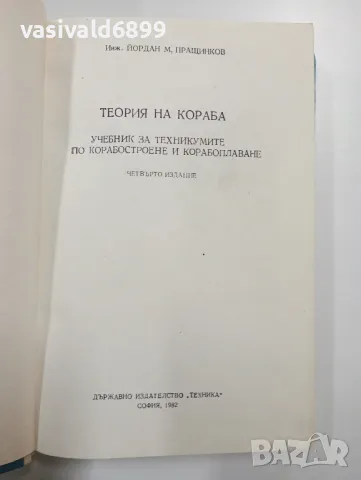 vasivald6899
Инж. ЙОРДАН М. ПРАЩИНКОВ
ТЕОРИЯ НА КОРАБА
УЧЕБНИК ЗА ТЕХНИКУМИТЕ
ПО КОРАБОСТРОЕНЕ И КОРАБОПЛАВАНЕ
ЧЕТВЪРТО ИЗДАНИЕ
ДЪРЖАВНО ИЗДАТЕЛСТВО „ТЕХНИКА“
СОФИЯ, 1982
BAZAR